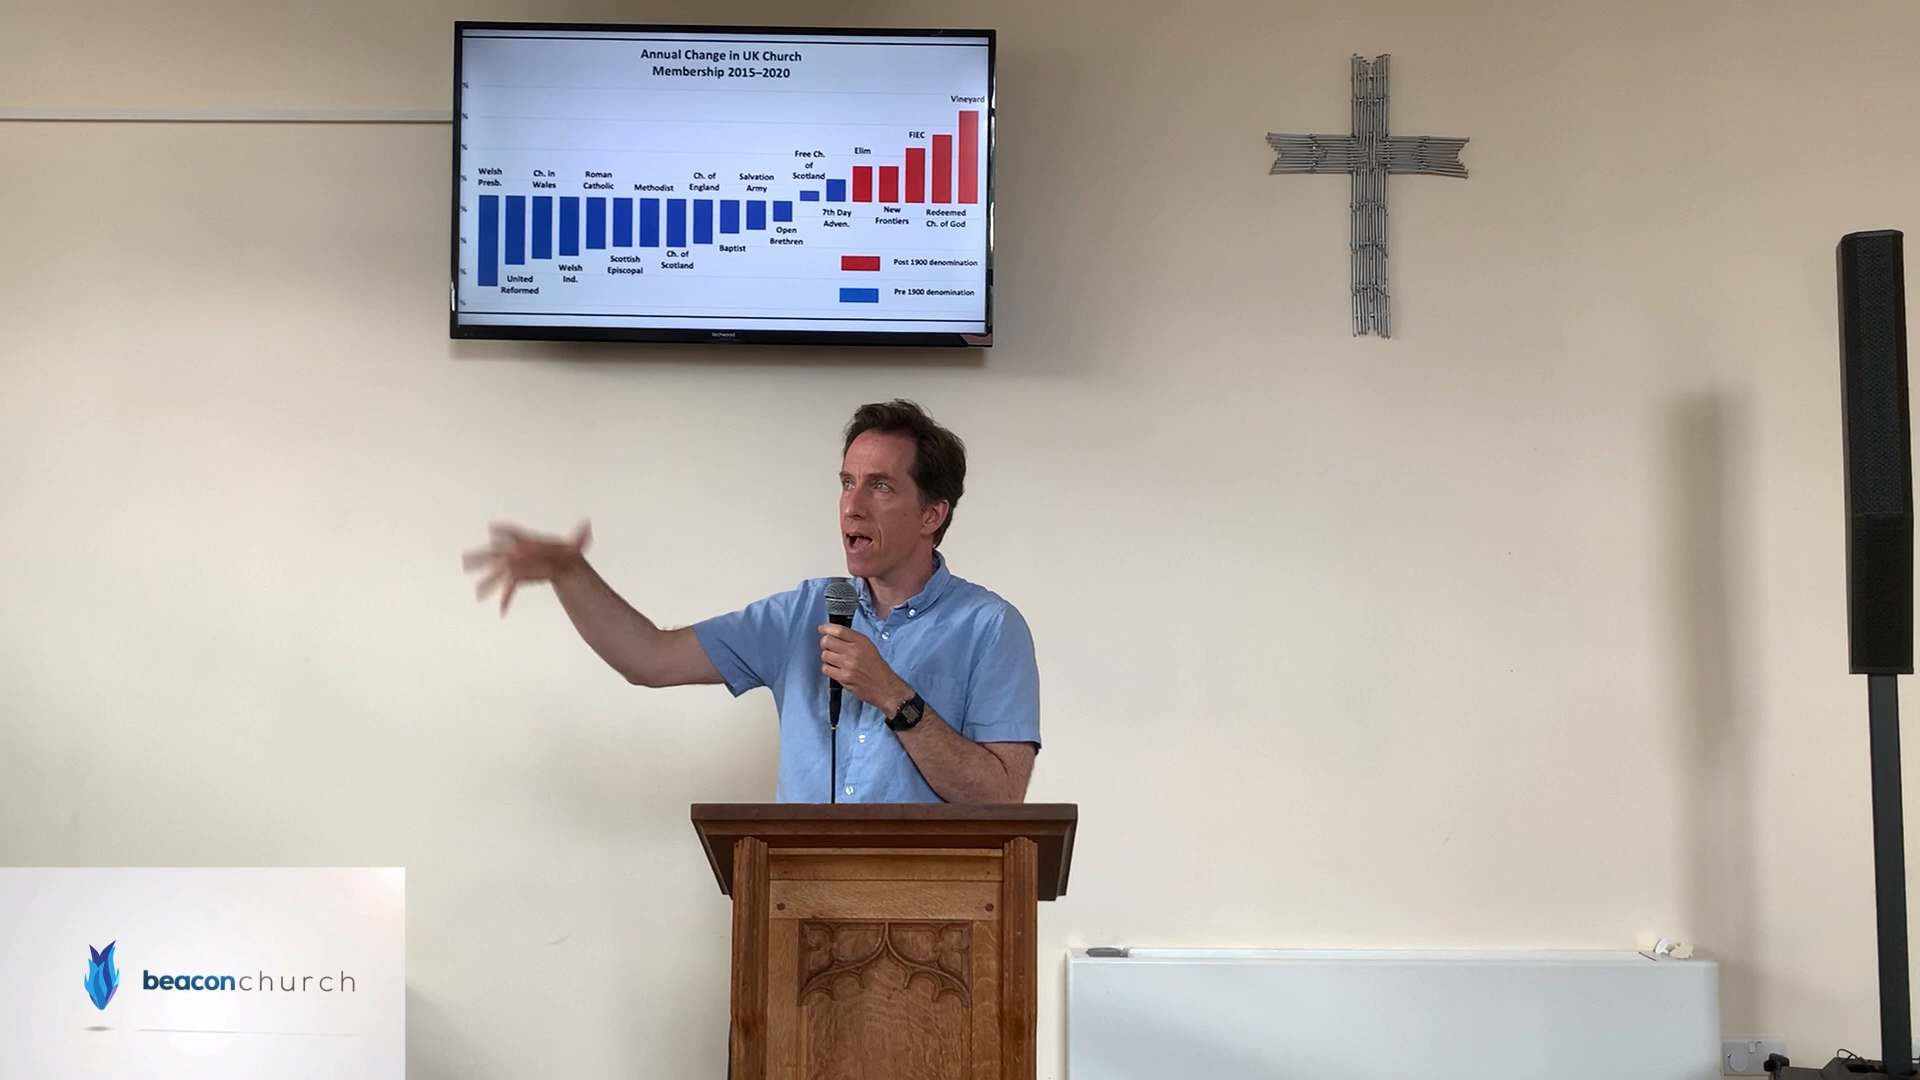 Annual Change in UK Church
Membership 2015–2020
%
%
%
%
%
%
%
%
Welsh
Presb.
United
Reformed
Ch. in
Wales
Welsh
Ind.
Roman
Catholic
Scottish
Episcopal
Methodist
Ch. of
Scotland
Ch. of
England
Baptist
Salvation
Army
Open
Brethren
Free Ch.
of
Scotland
7th Day
Adven.
Elim
New
Frontiers
FIEC
Redeemed
Ch. of God
Vineyard
Post 1900 denomination
Pre 1900 denomination
techwood
beaconchurch